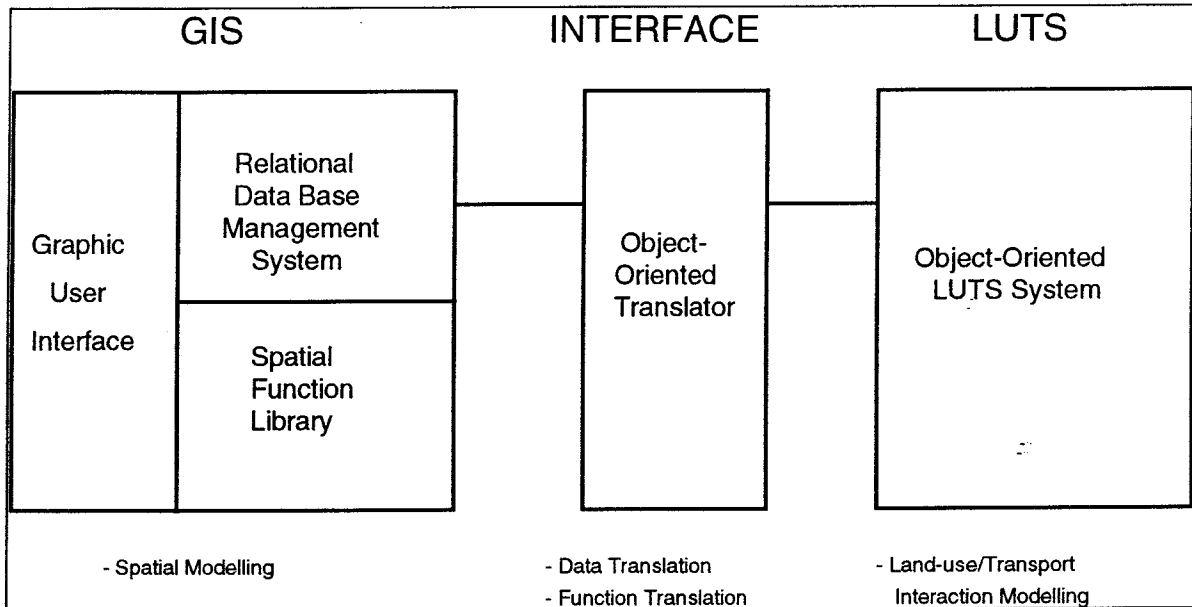 GIS
INTERFACE
LUTS
Graphic
User
Interface
Relational
Data Base
Management
System
Spatial
Function
Library
Object-
Oriented
Translator
Object-Oriented
LUTS System
- Spatial Modelling
- Data Translation
- Function Translation
- Land-use/Transport
Interaction Modelling